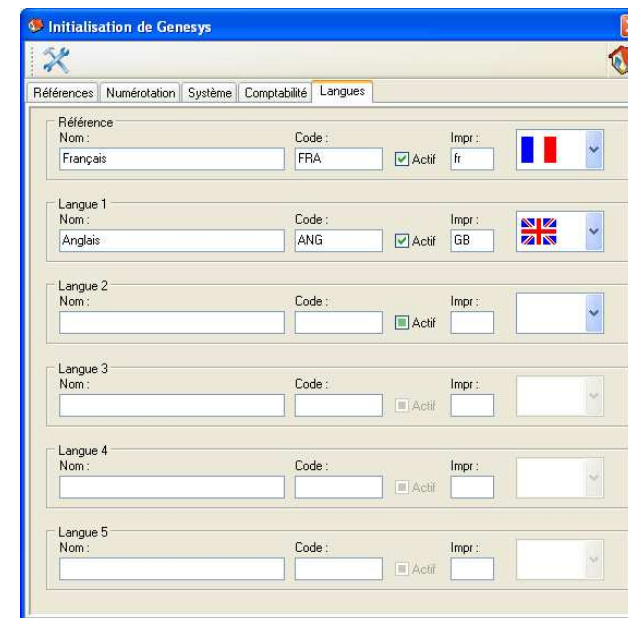 Initialisation de Genesys
Références Numérotation Système Comptabilité Langues
Référence
Nom : Code : Impr :
Français FRA Actif fr
Langue 1
Nom : Code : Impr :
Anglais ANG Actif GB
Langue 2
Nom : Code : Impr :
Actif
Langue 3
Nom : Code : Impr :
Actif
Langue 4
Nom : Code : Impr :
Actif
Langue 5
Nom : Code : Impr :
Actif